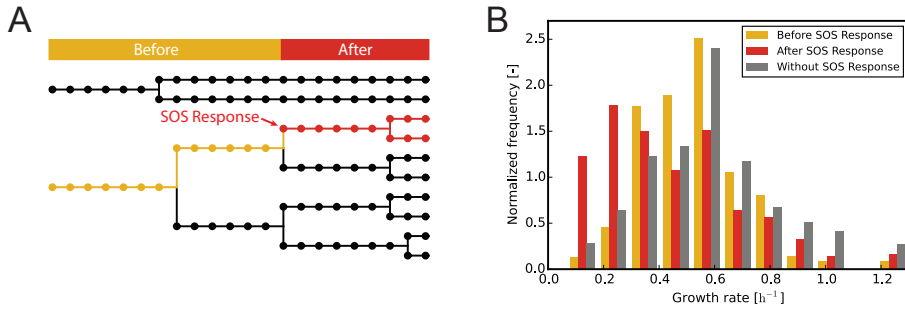 A
Before
After
SOS Response
B
Normalized frequency [-]
2.5
2.0
1.5
1.0
0.5
0.0
0.0 0.2 0.4 0.6 0.8 1.0 1.2
Growth rate [h⁻¹]
Before SOS Response
After SOS Response
Without SOS Response